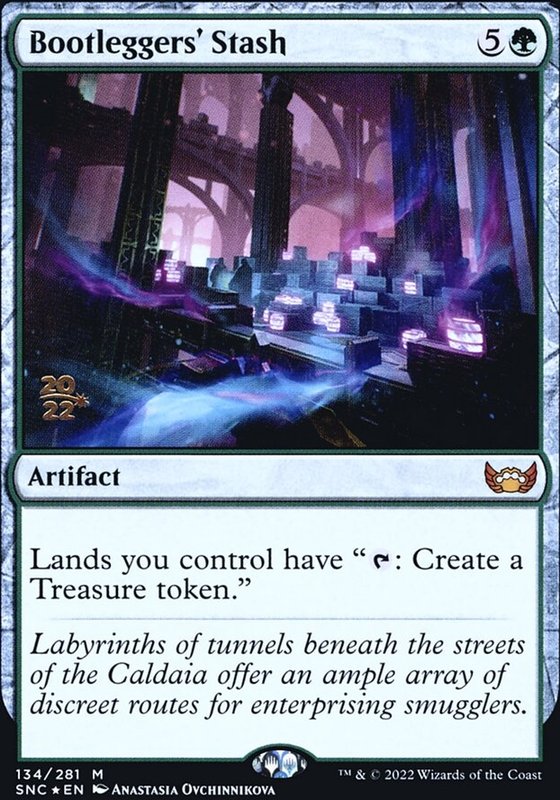 Bootleggers' Stash 5
20
22
Artifact
Lands you control have “ : Create a
Treasure token.”
Labyrinths of tunnels beneath the streets
of the Caldaia offer an ample array of
discreet routes for enterprising smugglers.
134/281 M
SNC ★ EN Anastasia Ovchinnikova
™ & © 2022 Wizards of the Coast